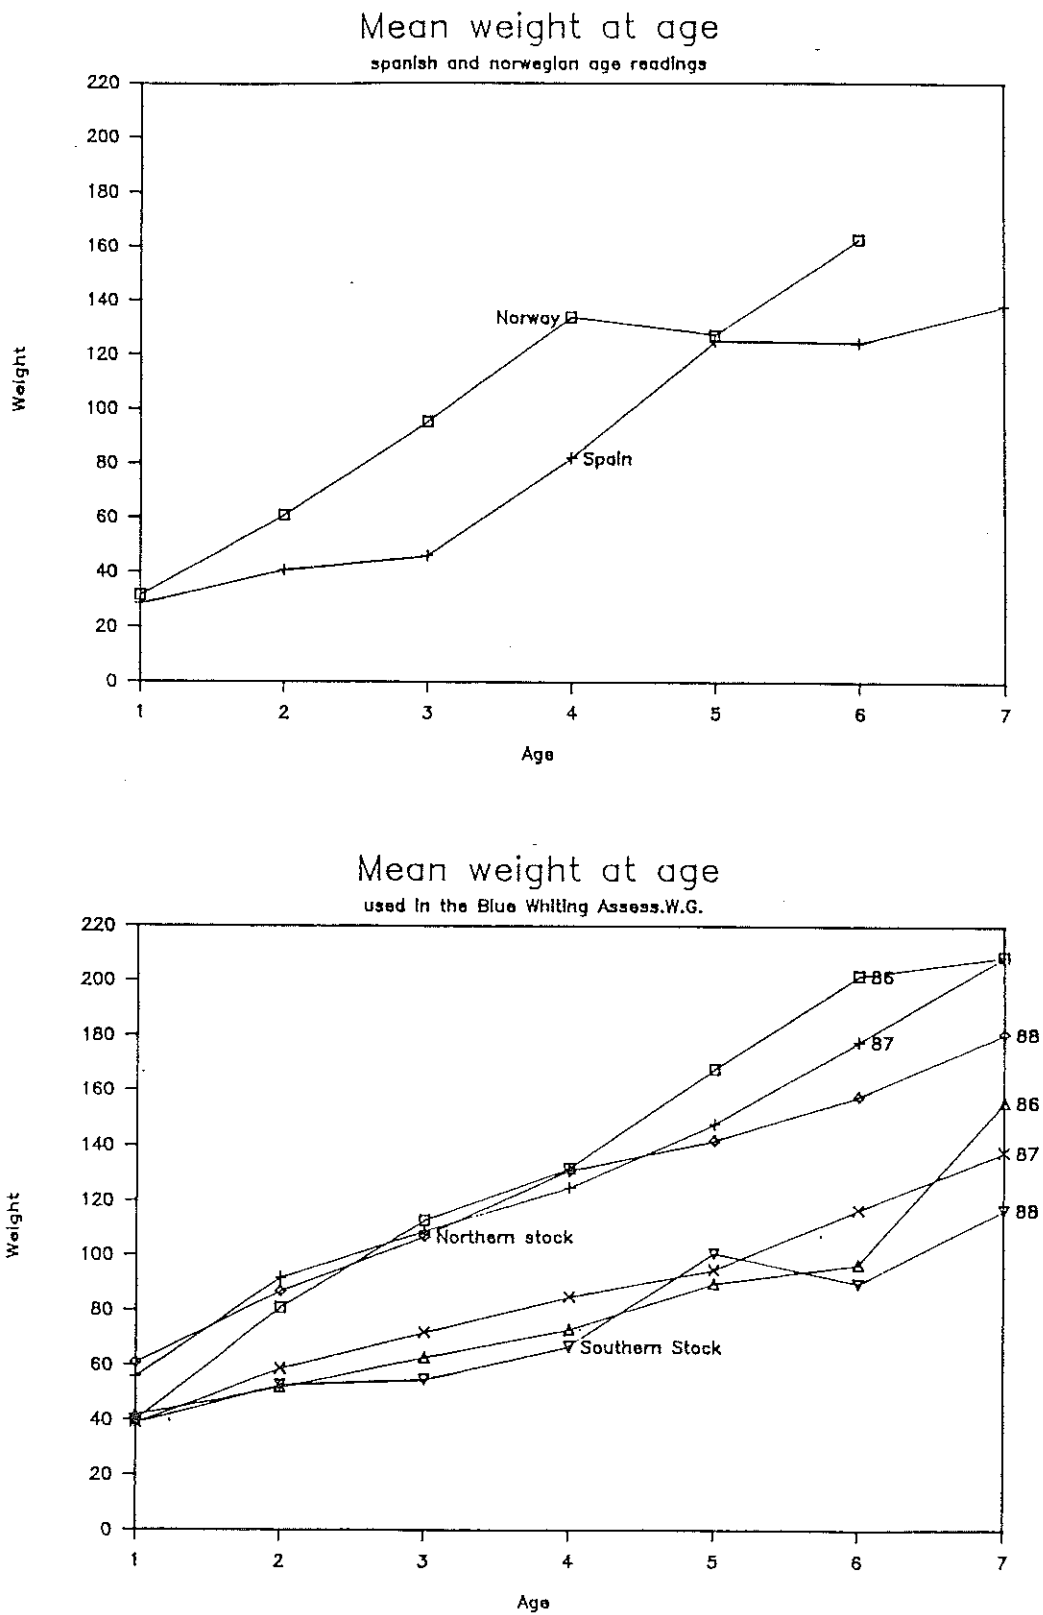 Mean weight at age
spanish and norwegian age readings
220
200
180
160
140
120
100
80
60
40
20
0
Weight
Norway
Spain
1 2 3 4 5 6 7
Age
Mean weight at age
used in the Blue Whiting Assess.W.G.
220
200
180
160
140
120
100
80
60
40
20
0
Weight
86
87
88
86
87
88
Northern stock
Southern Stock
1 2 3 4 5 6 7
Age